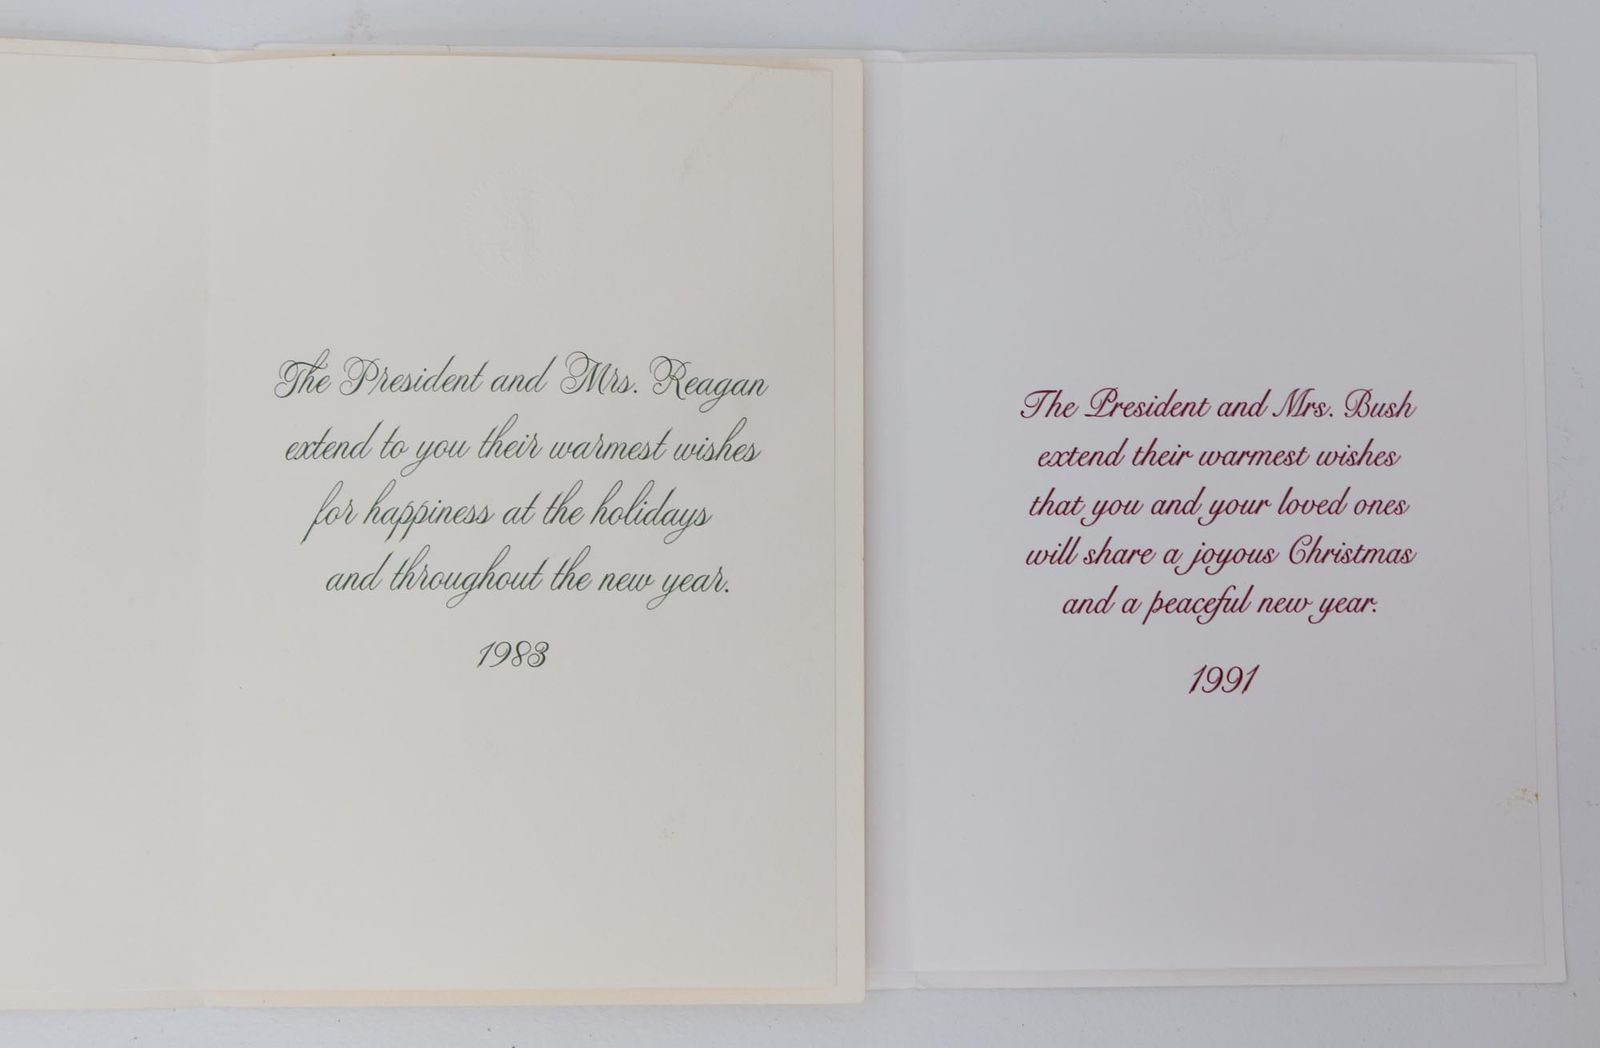 The President and Mrs. Reagan
extend to you their warmest wishes
for happiness at the holidays
and throughout the new year.
1983
The President and Mrs. Bush
extend their warmest wishes
that you and your loved ones
will share a joyous Christmas
and a peaceful new year.
1991